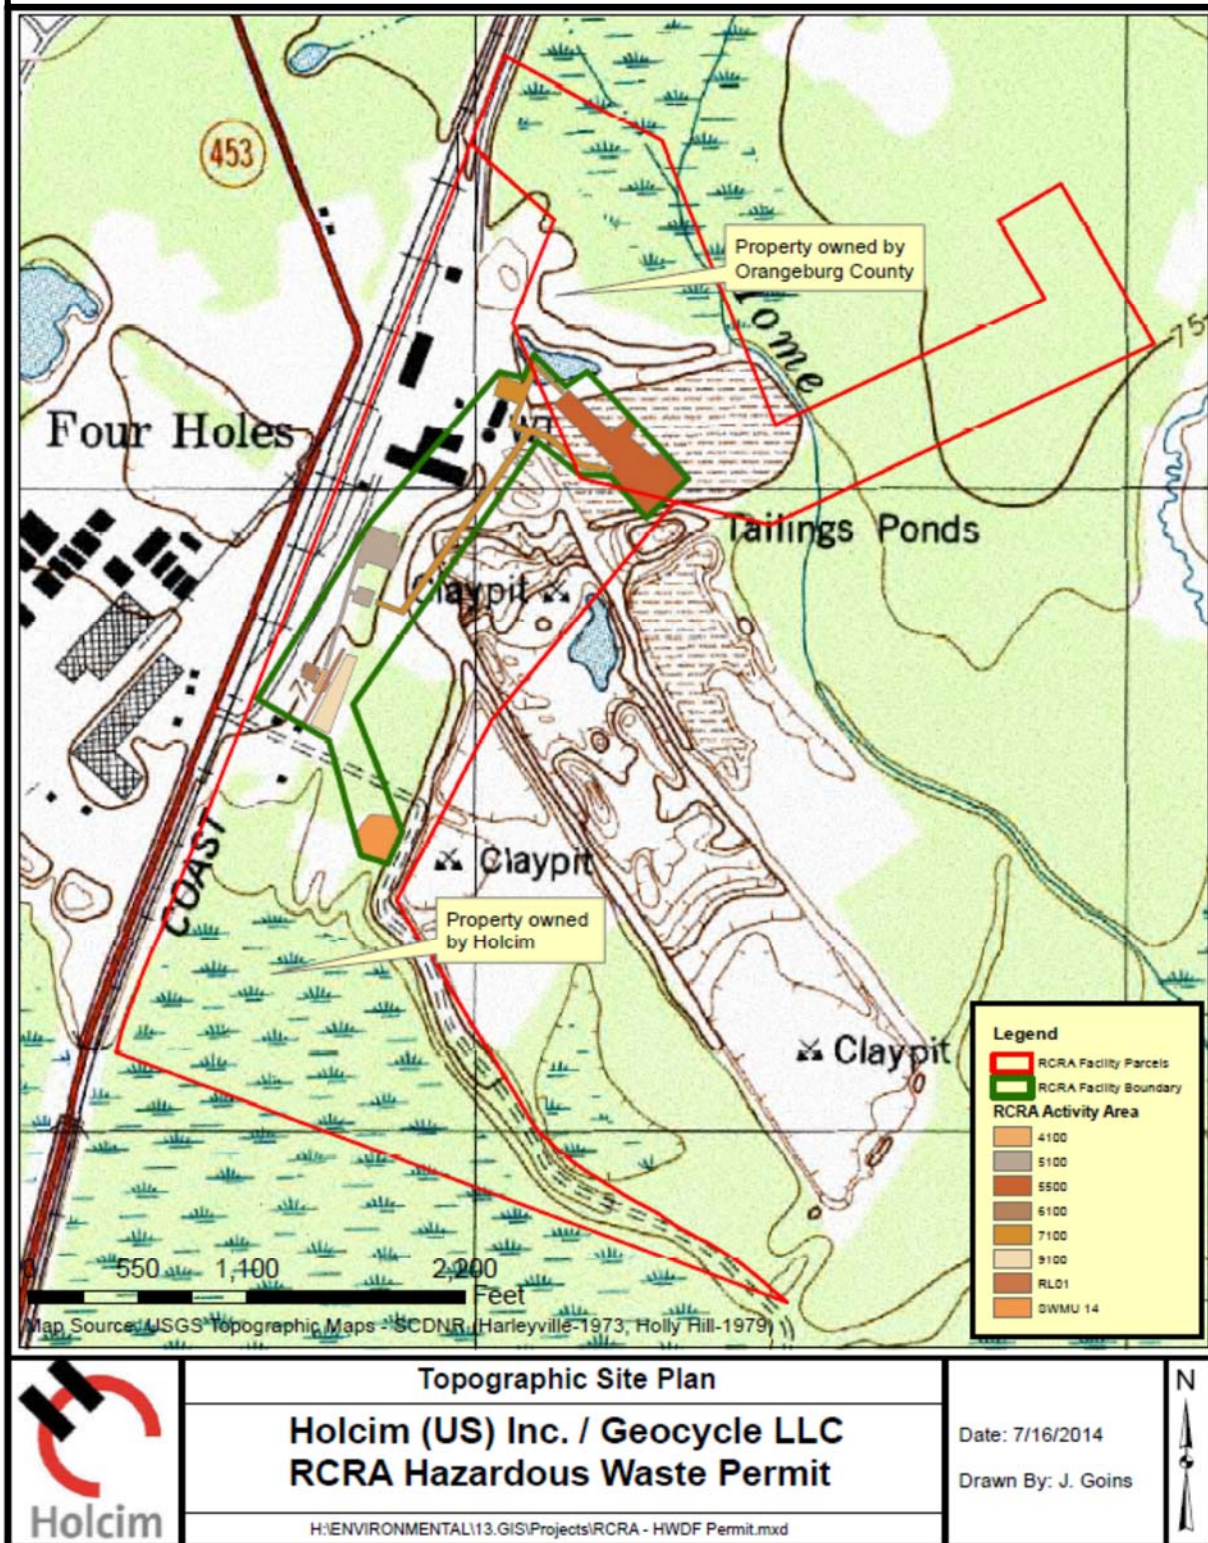 453
Property owned by
Orangeburg County
Home
75
Four Holes
WT
Tailings Ponds
Claypit
COAST
Claypit
Property owned
by Holcim
Claypit
Legend
RCRA Facility Parcels
RCRA Facility Boundary
RCRA Activity Area
4100
5100
5500
6100
7100
9100
RL01
SWMU 14
0 550 1,100 2,200
Feet
Map Source: USGS Topographic Maps - SCDNR (Harleyville-1973, Holly Hill-1979)
Topographic Site Plan
Holcim (US) Inc. / Geocycle LLC
RCRA Hazardous Waste Permit
H:\ENVIRONMENTAL\13.GIS\Projects\RCRA - HWDF Permit.mxd
Date: 7/16/2014
Drawn By: J. Goins
N
Holcim